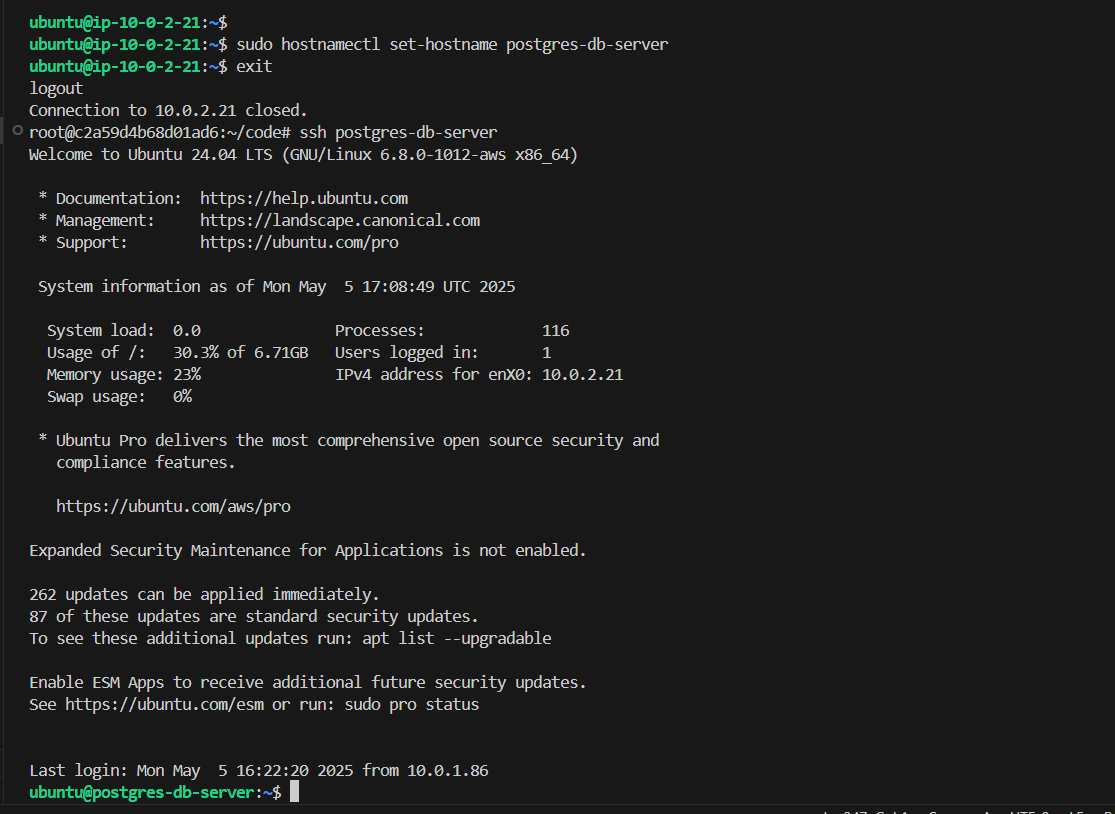 ubuntu@ip-10-0-2-21:~$
ubuntu@ip-10-0-2-21:~$ sudo hostnamectl set-hostname postgres-db-server
ubuntu@ip-10-0-2-21:~$ exit
logout
Connection to 10.0.2.21 closed.
root@c2a59d4b68d01ad6:~/code# ssh postgres-db-server
Welcome to Ubuntu 24.04 LTS (GNU/Linux 6.8.0-1012-aws x86_64)
* Documentation:  https://help.ubuntu.com
* Management:     https://landscape.canonical.com
* Support:        https://ubuntu.com/pro
System information as of Mon May  5 17:08:49 UTC 2025
System load:  0.0               Processes:             116
Usage of /:   30.3% of 6.71GB   Users logged in:       1
Memory usage: 23%               IPv4 address for enX0: 10.0.2.21
Swap usage:   0%
* Ubuntu Pro delivers the most comprehensive open source security and
compliance features.
https://ubuntu.com/aws/pro
Expanded Security Maintenance for Applications is not enabled.
262 updates can be applied immediately.
87 of these updates are standard security updates.
To see these additional updates run: apt list --upgradable
Enable ESM Apps to receive additional future security updates.
See https://ubuntu.com/esm or run: sudo pro status
Last login: Mon May  5 16:22:20 2025 from 10.0.1.86
ubuntu@postgres-db-server:~$